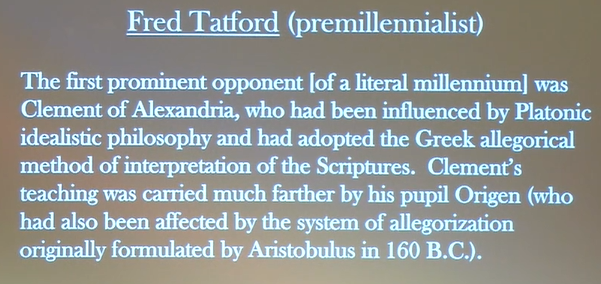 Fred Tatford (premillennialist)
The first prominent opponent [of a literal millennium] was
Clement of Alexandria, who had been influenced by Platonic
idealistic philosophy and had adopted the Greek allegorical
method of interpretation of the Scriptures.  Clement's
teaching was carried much farther by his pupil Origen (who
had also been affected by the system of allegorization
originally formulated by Aristobulus in 160 B.C.).